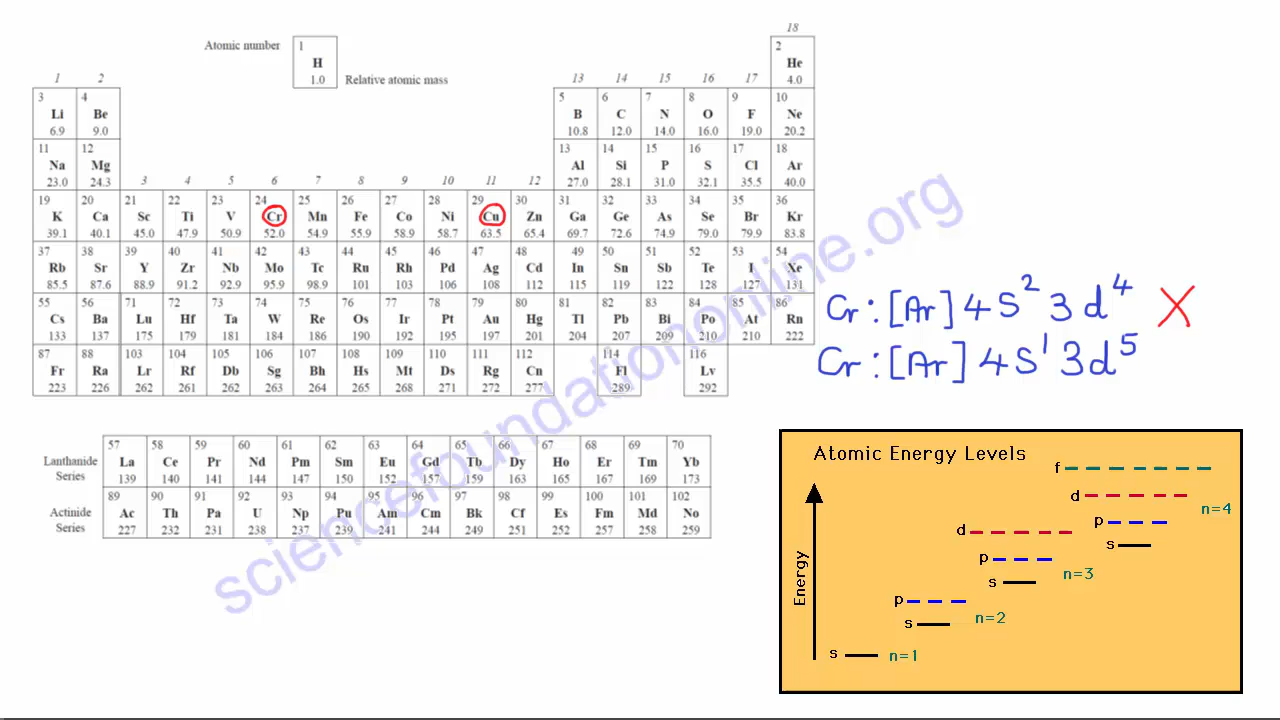 18
Atomic number 1 2
H He
1.0 Relative atomic mass 4.0
1 2 13 14 15 16 17
3 4 5 6 7 8 9 10
Li Be B C N O F Ne
6.9 9.0 10.8 12.0 14.0 16.0 19.0 20.2
11 12 13 14 15 16 17 18
Na Mg Al Si P S Cl Ar
23.0 24.3 3 4 5 6 7 8 9 10 11 12 27.0 28.1 31.0 32.1 35.5 40.0
19 20 21 22 23 24 25 26 27 28 29 30 31 32 33 34 35 36
K Ca Sc Ti V Cr Mn Fe Co Ni Cu Zn Ga Ge As Se Br Kr
39.1 40.1 45.0 47.9 50.9 52.0 54.9 55.9 58.9 58.7 63.5 65.4 69.7 72.6 74.9 79.0 79.9 83.8
37 38 39 40 41 42 43 44 45 46 47 48 49 50 51 52 53 54
Rb Sr Y Zr Nb Mo Tc Ru Rh Pd Ag Cd In Sn Sb Te I Xe
85.5 87.6 88.9 91.2 92.9 95.9 98.9 101 103 106 108 112 115 119 122 128 127 131
55 56 71 72 73 74 75 76 77 78 79 80 81 82 83 84 85 86
Cs Ba Lu Hf Ta W Re Os Ir Pt Au Hg Tl Pb Bi Po At Rn
133 137 175 179 181 184 186 190 192 195 197 201 204 207 210 210 210 222
87 88 103 104 105 106 107 108 109 110 111 112 114 116
Fr Ra Lr Rf Db Sg Bh Hs Mt Ds Rg Cn Fl Lv
223 226 262 261 262 263 264 265 268 271 272 277 289 292
57 58 59 60 61 62 63 64 65 66 67 68 69 70
Lanthanide Series La Ce Pr Nd Pm Sm Eu Gd Tb Dy Ho Er Tm Yb
139 140 141 144 147 150 152 157 159 163 165 167 169 173
89 90 91 92 93 94 95 96 97 98 99 100 101 102
Actinide Series Ac Th Pa U Np Pu Am Cm Bk Cf Es Fm Md No
227 232 231 238 237 239 241 244 247 251 252 257 258 259
sciencefoundationonline.org
Cr : [Ar] 4S² 3d⁴ X
Cr : [Ar] 4S¹ 3d⁵
Atomic Energy Levels
Energy
f
d
p
s
n=4
d
p
s
n=3
p
s
n=2
s
n=1